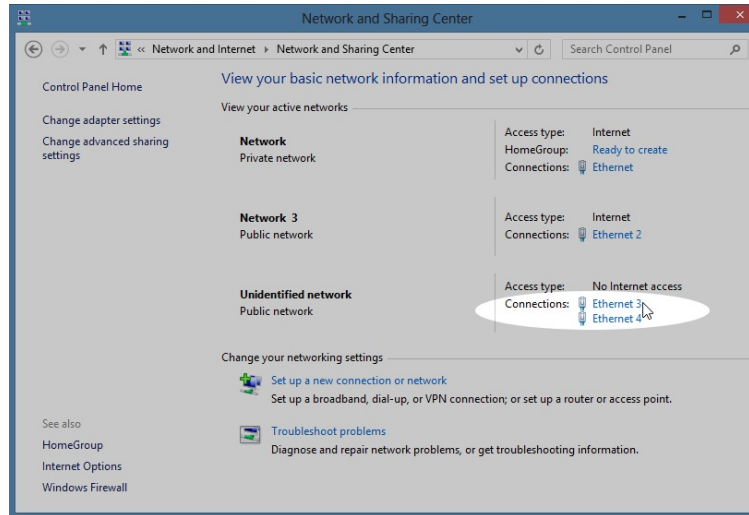 Network and Sharing Center
« Network and Internet ▸ Network and Sharing Center
Search Control Panel
Control Panel Home
Change adapter settings
Change advanced sharing
settings
See also
HomeGroup
Internet Options
Windows Firewall
View your basic network information and set up connections
View your active networks
Network
Private network
Access type: Internet
HomeGroup: Ready to create
Connections: Ethernet
Network 3
Public network
Access type: Internet
Connections: Ethernet 2
Unidentified network
Public network
Access type: No Internet access
Connections: Ethernet 3
Ethernet 4
Change your networking settings
Set up a new connection or network
Set up a broadband, dial-up, or VPN connection; or set up a router or access point.
Troubleshoot problems
Diagnose and repair network problems, or get troubleshooting information.